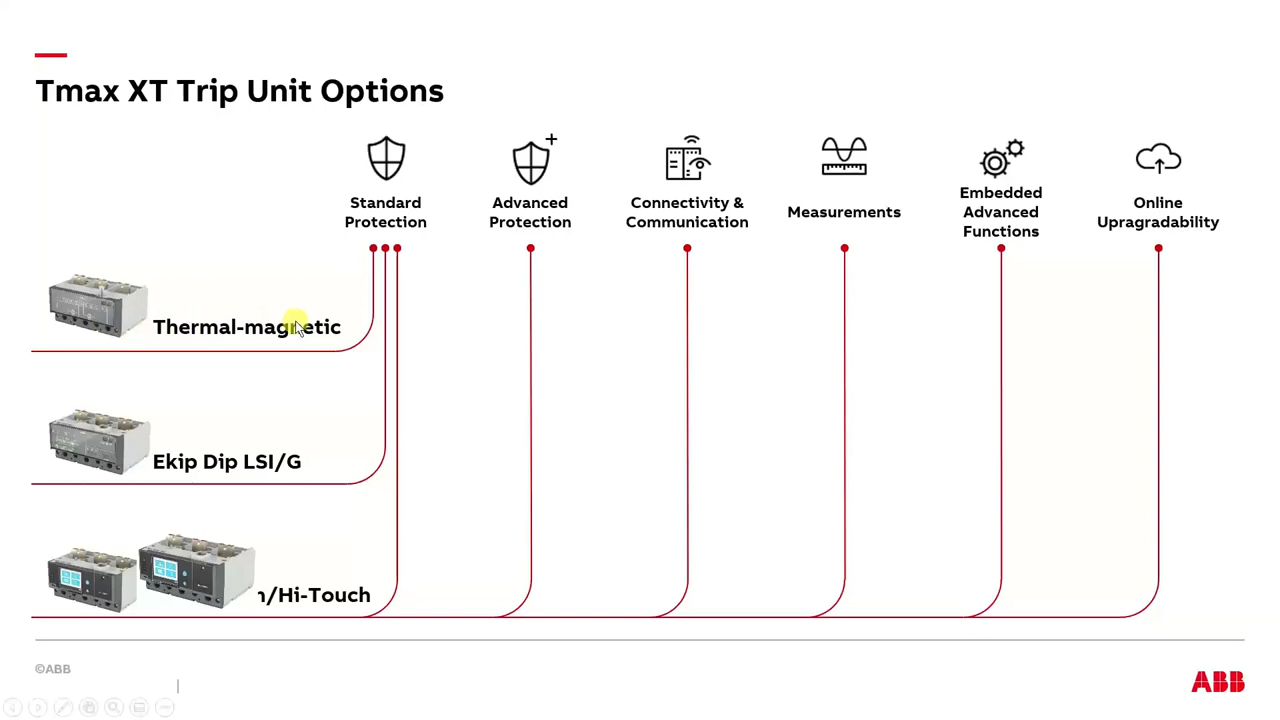 Tmax XT Trip Unit Options
Standard
Protection
Advanced
Protection
Connectivity &
Communication
Measurements
Embedded
Advanced
Functions
Online
Upragradability
Thermal-magnetic
Ekip Dip LSI/G
/Hi-Touch
©ABB
ABB